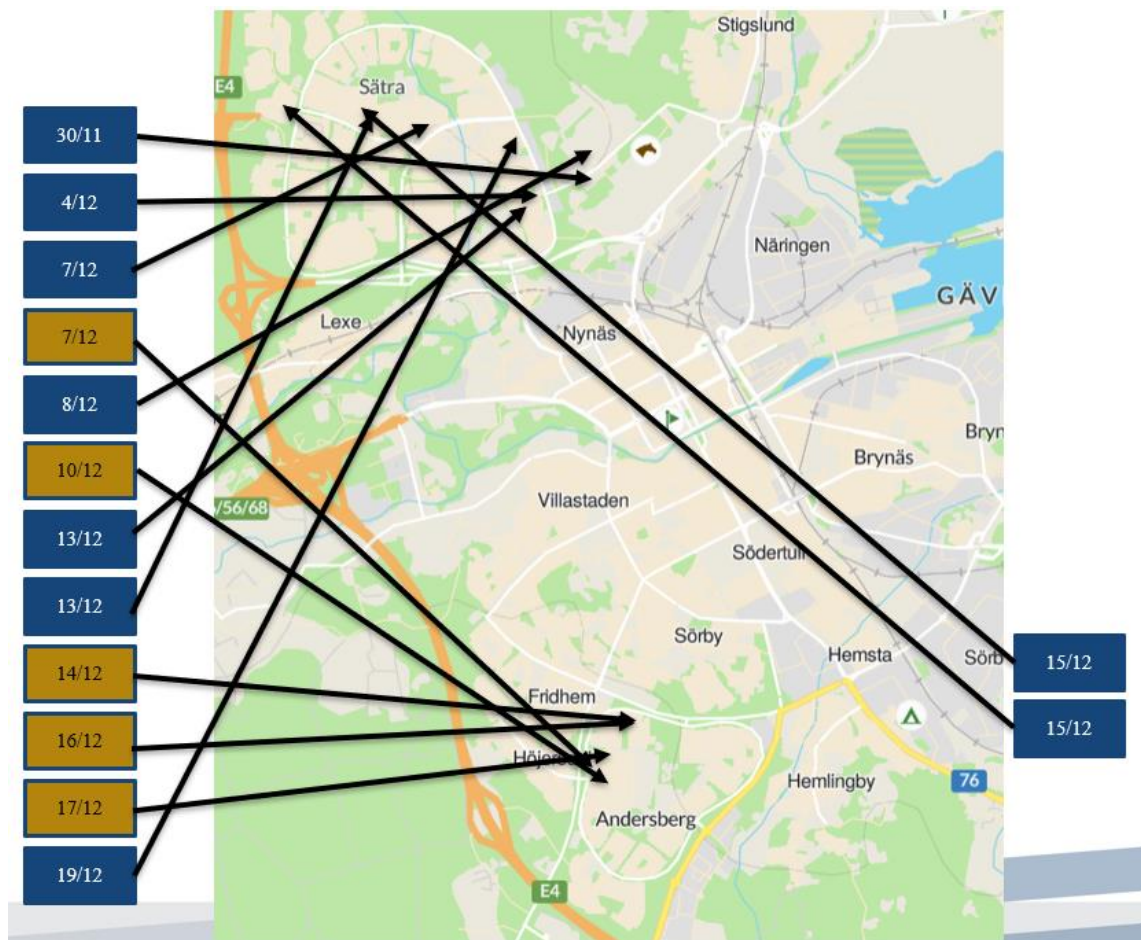 Stigslund
Sätra
E4
30/11
4/12
7/12
7/12
8/12
10/12
13/12
13/12
14/12
16/12
17/12
19/12
Näringen
GÄV
Lexe
Nynäs
Bryn
Brynäs
Villastaden
/56/68
Södertull
Sörby
Hemsta
Sörb
15/12
15/12
Fridhem
Hemlingby
76
Andersberg
E4